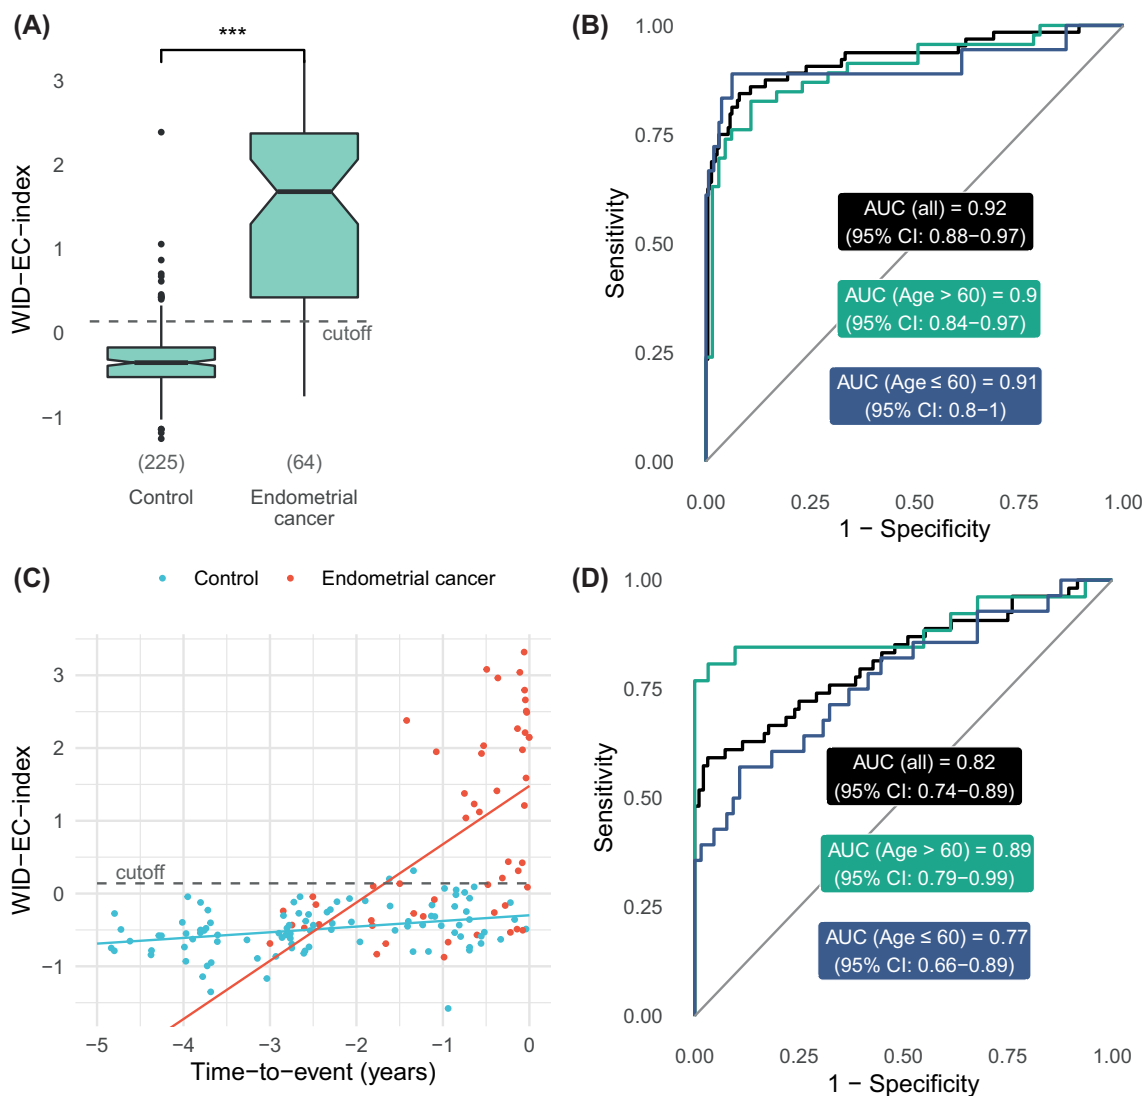 (A)
***
WID−EC−index
3
2
1
0
−1
cutoff
(225)
(64)
Control
Endometrial
cancer
(B)
Sensitivity
1.00
0.75
0.50
0.25
0.00
AUC (all) = 0.92
(95% CI: 0.88−0.97)
AUC (Age > 60) = 0.9
(95% CI: 0.84−0.97)
AUC (Age ≤ 60) = 0.91
(95% CI: 0.8−1)
0.00 0.25 0.50 0.75 1.00
1 − Specificity
(C)
Control Endometrial cancer
WID−EC−index
3
2
1
0
−1
cutoff
−5 −4 −3 −2 −1 0
Time−to−event (years)
(D)
Sensitivity
1.00
0.75
0.50
0.25
0.00
AUC (all) = 0.82
(95% CI: 0.74−0.89)
AUC (Age > 60) = 0.89
(95% CI: 0.79−0.99)
AUC (Age ≤ 60) = 0.77
(95% CI: 0.66−0.89)
0.00 0.25 0.50 0.75 1.00
1 − Specificity